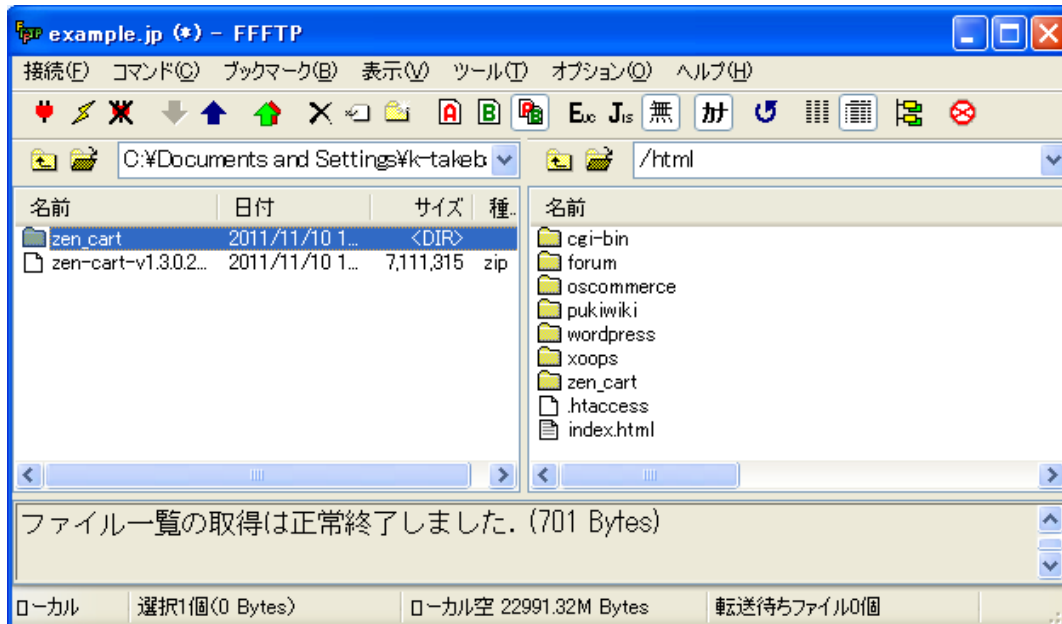 example.jp (*) - FFFTP
接続(F) コマンド(C) ブックマーク(B) 表示(V) ツール(T) オプション(O) ヘルプ(H)
A B Euc Jis 無 ｶﾅ
C:¥Documents and Settings¥k-takeb /html
名前 日付 サイズ 種.. 名前
zen_cart 2011/11/10 1... <DIR> cgi-bin
zen-cart-v1.3.0.2... 2011/11/10 1... 7,111,315 zip forum
oscommerce
pukiwiki
wordpress
xoops
zen_cart
.htaccess
index.html
ファイル一覧の取得は正常終了しました. (701 Bytes)
ローカル 選択1個(0 Bytes) ローカル空 22991.32M Bytes 転送待ちファイル0個